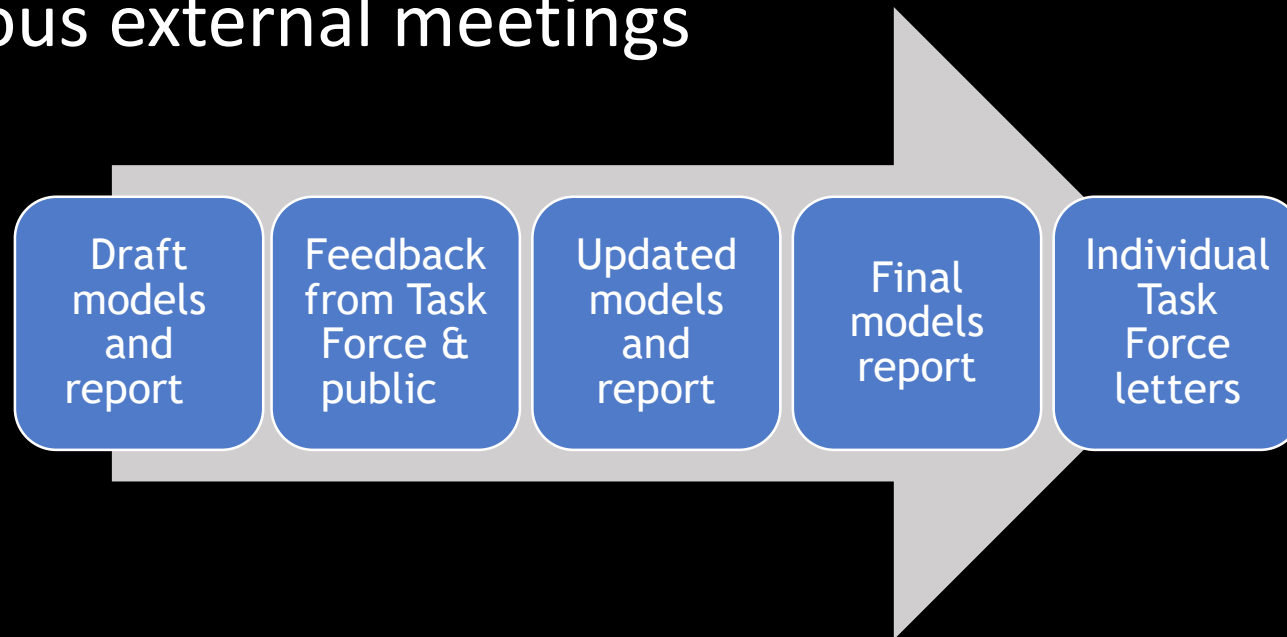 external meetings
Draft
models
and
report
Feedback
from Task
Force &
public
Updated
models
and
report
Final
models
report
Individual
Task
Force
letters